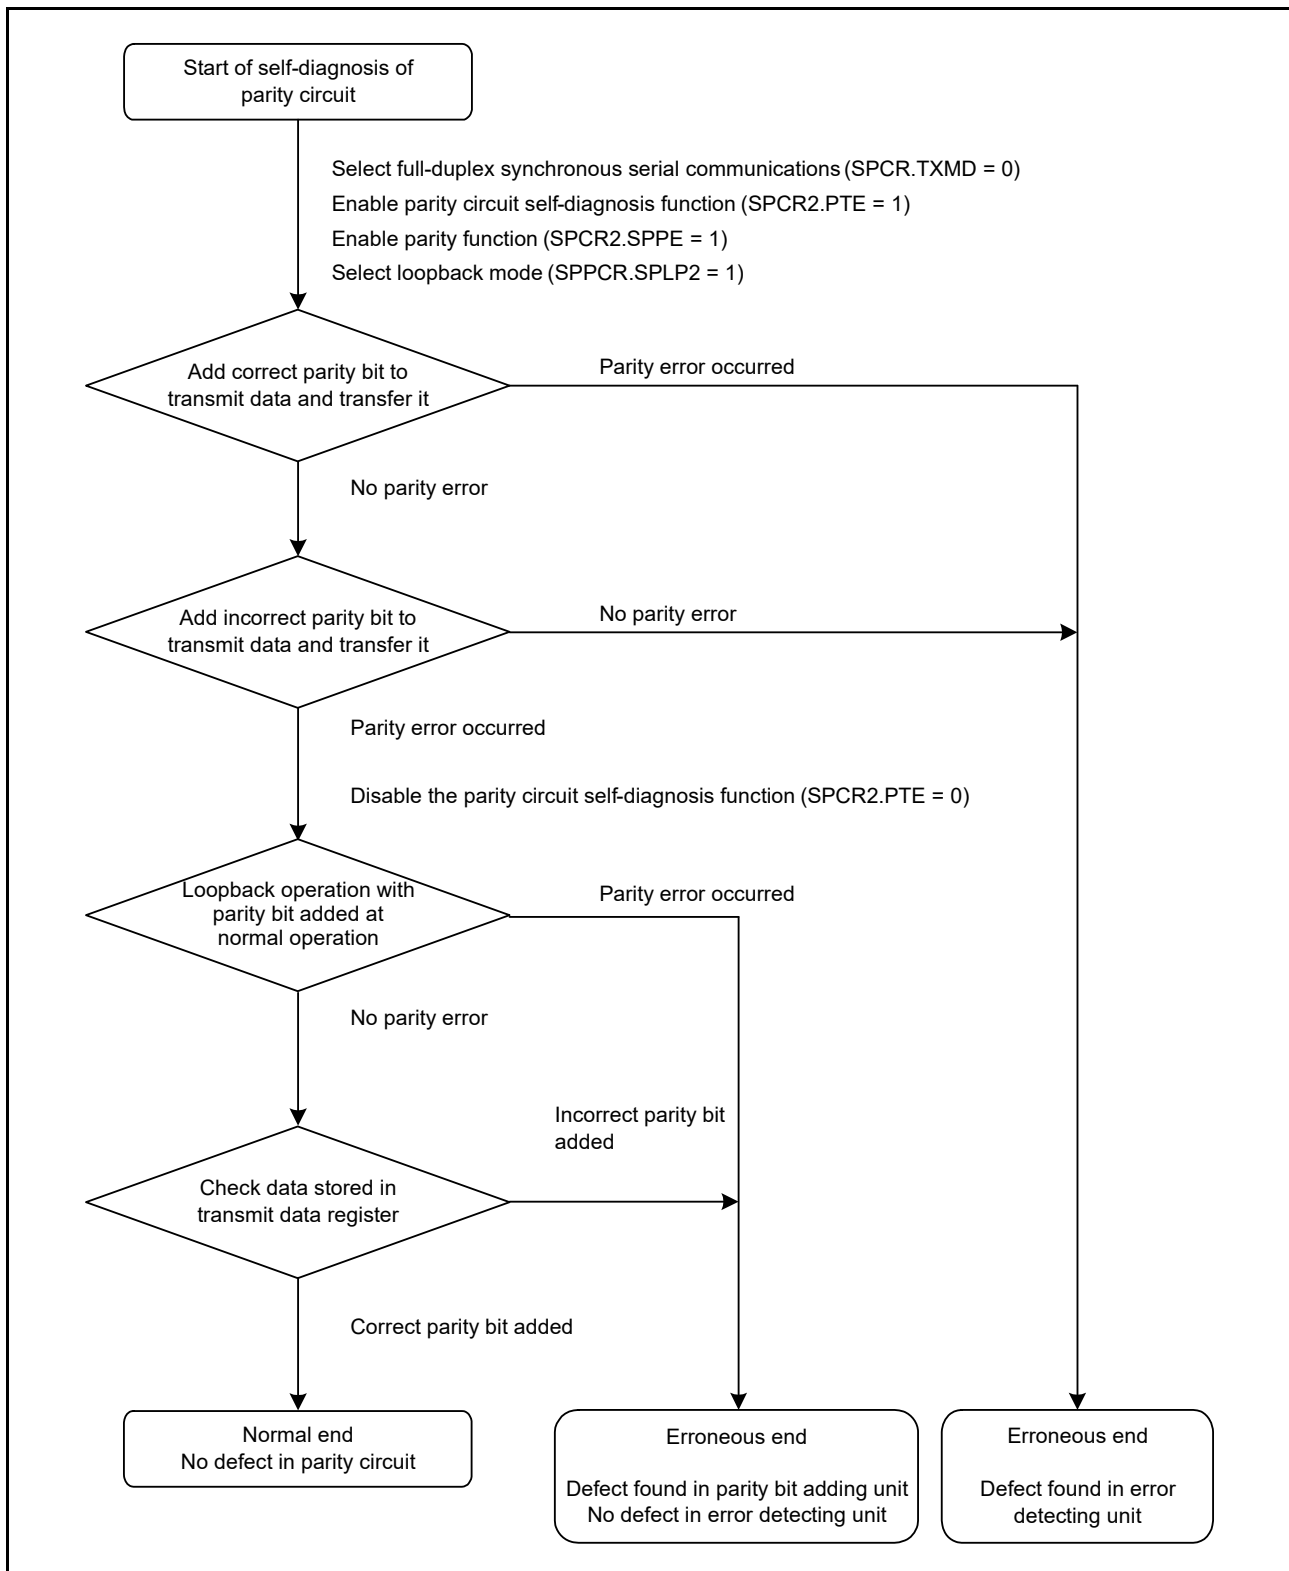 Start of self-diagnosis of
parity circuit
Select full-duplex synchronous serial communications (SPCR.TXMD = 0)
Enable parity circuit self-diagnosis function (SPCR2.PTE = 1)
Enable parity function (SPCR2.SPPE = 1)
Select loopback mode (SPPCR.SPLP2 = 1)
Add correct parity bit to
transmit data and transfer it
Parity error occurred
No parity error
Add incorrect parity bit to
transmit data and transfer it
No parity error
Parity error occurred
Disable the parity circuit self-diagnosis function (SPCR2.PTE = 0)
Loopback operation with
parity bit added at
normal operation
Parity error occurred
No parity error
Incorrect parity bit
added
Check data stored in
transmit data register
Correct parity bit added
Normal end
No defect in parity circuit
Erroneous end
Defect found in parity bit adding unit
No defect in error detecting unit
Erroneous end
Defect found in error
detecting unit